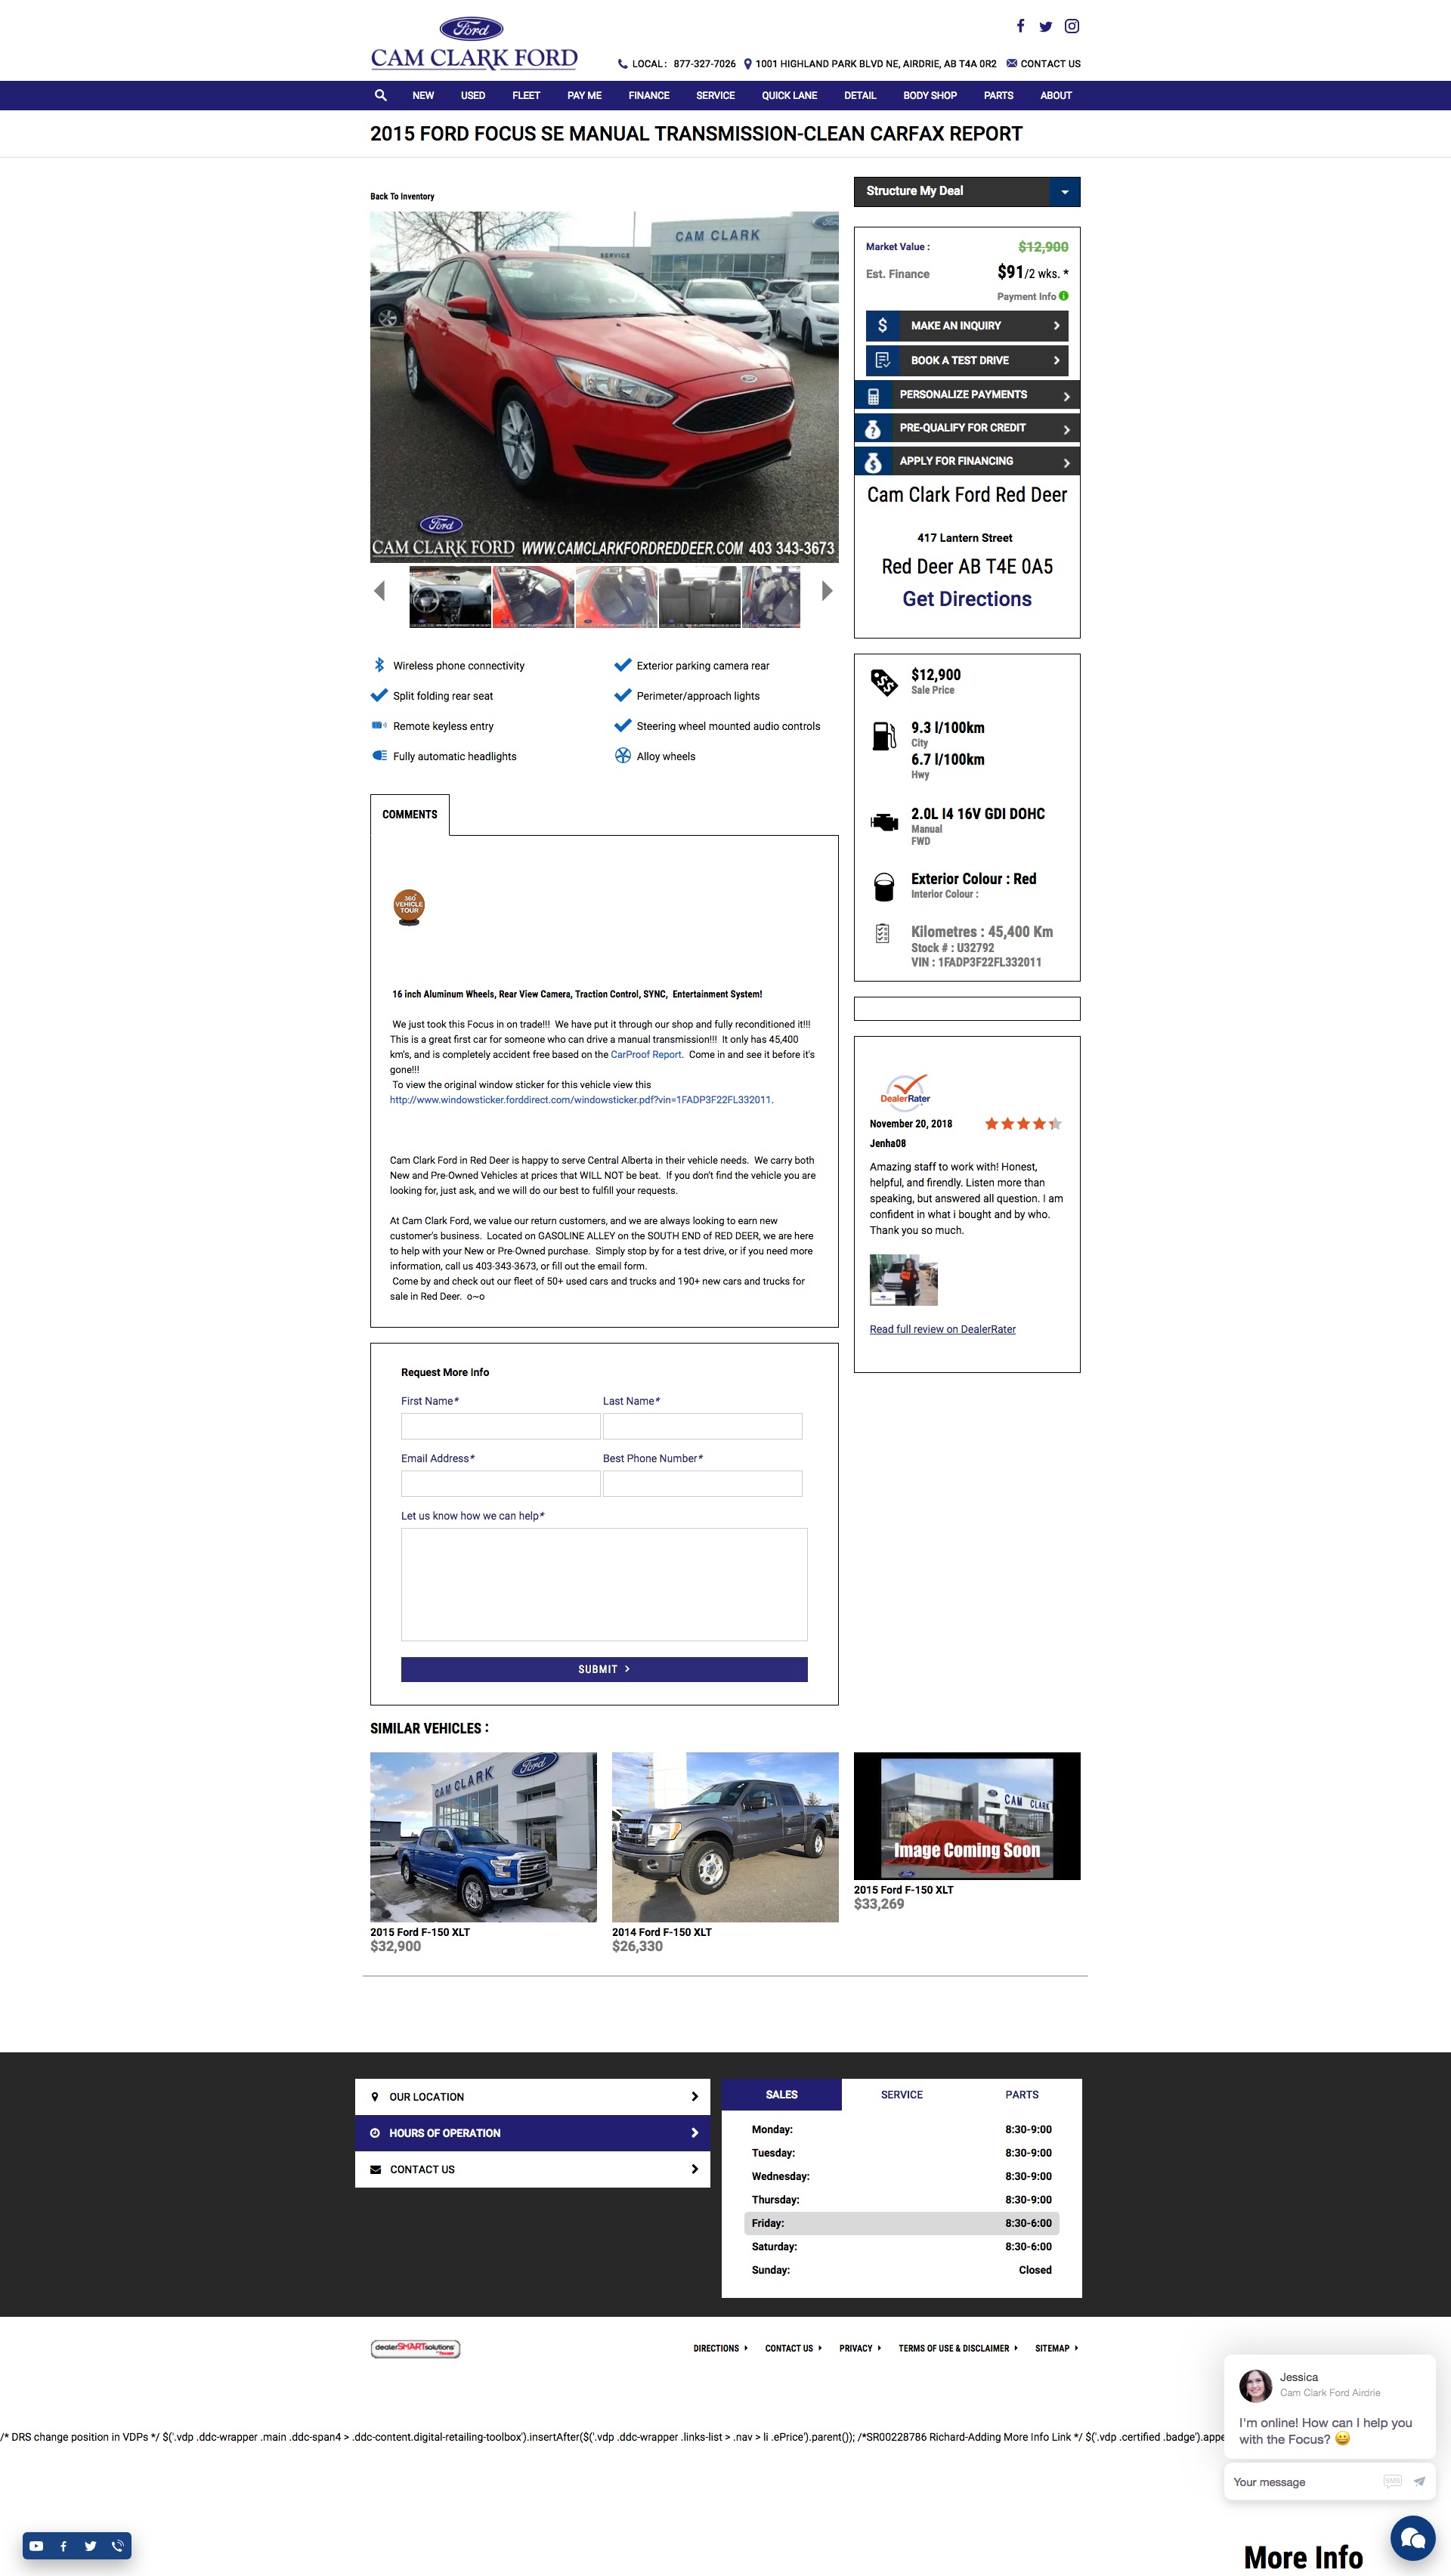 Ford
CAM CLARK FORD
LOCAL: 877-327-7026
1001 HIGHLAND PARK BLVD NE, AIRDRIE, AB T4A 0R2
CONTACT US
NEW USED FLEET PAY ME FINANCE SERVICE QUICK LANE DETAIL BODY SHOP PARTS ABOUT
2015 FORD FOCUS SE MANUAL TRANSMISSION-CLEAN CARFAX REPORT
Back To Inventory
CAM CLARK
Ford
SERVICE
Ford
CAM CLARK FORD WWW.CAMCLARKFORDREDDEER.COM 403 343-3673
Wireless phone connectivity
Exterior parking camera rear
Split folding rear seat
Perimeter/approach lights
Remote keyless entry
Steering wheel mounted audio controls
Fully automatic headlights
Alloy wheels
COMMENTS
360°
VEHICLE
TOUR
16 inch Aluminum Wheels, Rear View Camera, Traction Control, SYNC, Entertainment System!
We just took this Focus in on trade!!! We have put it through our shop and fully reconditioned it!!!
This is a great first car for someone who can drive a manual transmission!!! It only has 45,400
km's, and is completely accident free based on the CarProof Report. Come in and see it before it's
gone!!!
To view the original window sticker for this vehicle view this
http://www.windowsticker.forddirect.com/windowsticker.pdf?vin=1FADP3F22FL332011.
Cam Clark Ford in Red Deer is happy to serve Central Alberta in their vehicle needs. We carry both
New and Pre-Owned Vehicles at prices that WILL NOT be beat. If you don't find the vehicle you are
looking for, just ask, and we will do our best to fulfill your requests.
At Cam Clark Ford, we value our return customers, and we are always looking to earn new
customer's business. Located on GASOLINE ALLEY on the SOUTH END of RED DEER, we are here
to help with your New or Pre-Owned purchase. Simply stop by for a test drive, or if you need more
information, call us 403-343-3673, or fill out the email form.
Come by and check out our fleet of 50+ used cars and trucks and 190+ new cars and trucks for
sale in Red Deer. o~o
Structure My Deal
Market Value : $12,900
Est. Finance $91/2 wks. *
Payment Info
MAKE AN INQUIRY
BOOK A TEST DRIVE
PERSONALIZE PAYMENTS
PRE-QUALIFY FOR CREDIT
APPLY FOR FINANCING
Cam Clark Ford Red Deer
417 Lantern Street
Red Deer AB T4E 0A5
Get Directions
$12,900
Sale Price
9.3 l/100km
City
6.7 l/100km
Hwy
2.0L I4 16V GDI DOHC
Manual
FWD
Exterior Colour : Red
Interior Colour :
Kilometres : 45,400 Km
Stock # : U32792
VIN : 1FADP3F22FL332011
DealerRater
November 20, 2018
Jenha08
Amazing staff to work with! Honest,
helpful, and firendly. Listen more than
speaking, but answered all question. I am
confident in what i bought and by who.
Thank you so much.
Read full review on DealerRater
Request More Info
First Name* Last Name*
Email Address* Best Phone Number*
Let us know how we can help*
SUBMIT
SIMILAR VEHICLES :
CAM CLARK
Ford
CAM CLARK
Image Coming Soon
2015 Ford F-150 XLT
$32,900
2014 Ford F-150 XLT
$26,330
2015 Ford F-150 XLT
$33,269
OUR LOCATION
HOURS OF OPERATION
CONTACT US
SALES SERVICE PARTS
Monday: 8:30-9:00
Tuesday: 8:30-9:00
Wednesday: 8:30-9:00
Thursday: 8:30-9:00
Friday: 8:30-6:00
Saturday: 8:30-6:00
Sunday: Closed
dealerSMARTsolutions
DIRECTIONS CONTACT US PRIVACY TERMS OF USE & DISCLAIMER SITEMAP
/* DRS change position in VDPs */ $('.vdp .ddc-wrapper .main .ddc-span4 > .ddc-content.digital-retailing-toolbox').insertAfter($('.vdp .ddc-wrapper .links-list > .nav > li .ePrice').parent()); /*SR00228786 Richard-Adding More Info Link */ $('.vdp .certified .badge').appe
Jessica
Cam Clark Ford Airdrie
I'm online! How can I help you
with the Focus? 😀
Your message
SMS
More Info